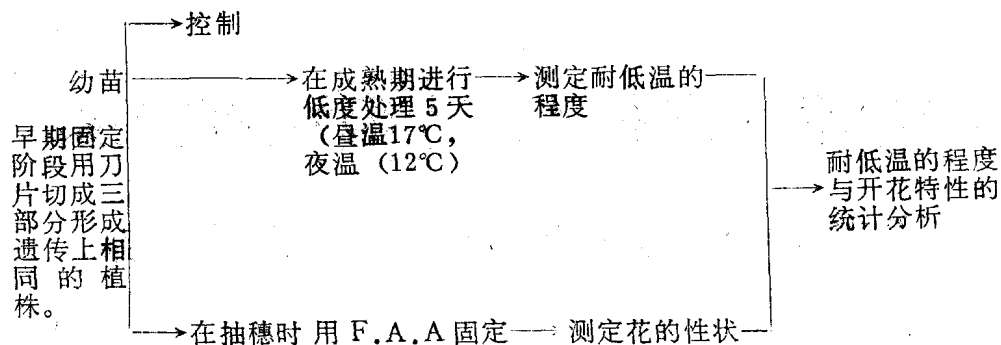 控制
幼苗
在成熟期进行
低度处理5天
（昼温17℃,
夜温（12℃）
测定耐低温的
程度
早期固定
阶段用刀
片切成三
部分形成
遗传上相
同的植
株。
耐低温的程度
与开花特性的
统计分析
在抽穗时 用 F.A.A 固定
测定花的性状